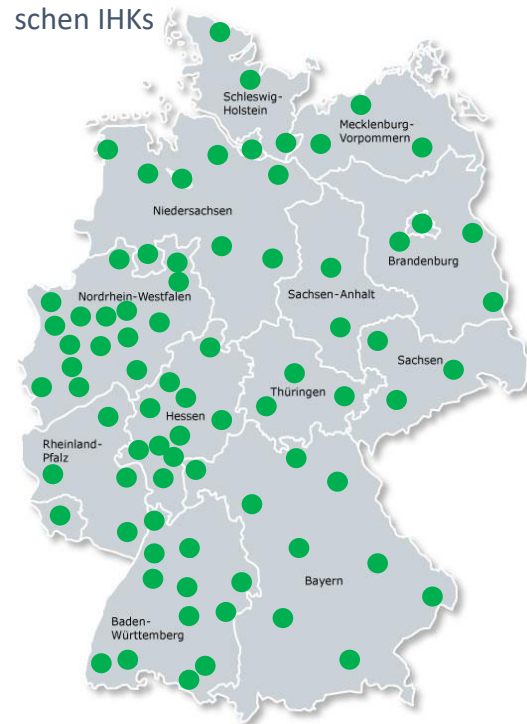 schen IHKs
Schleswig-
Holstein
Mecklenburg-
Vorpommern
Niedersachsen
Brandenburg
Sachsen-Anhalt
Nordrhein-Westfalen
Sachsen
Thüringen
Hessen
Rheinland-
Pfalz
Bayern
Baden-
Württemberg